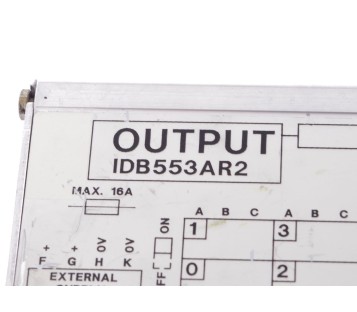 OUTPUT
IDB553AR2
MAX. 16A
A B C A B C
ON
1 3
+ + 0V 0V
F G H K
0 2
EXTERNAL